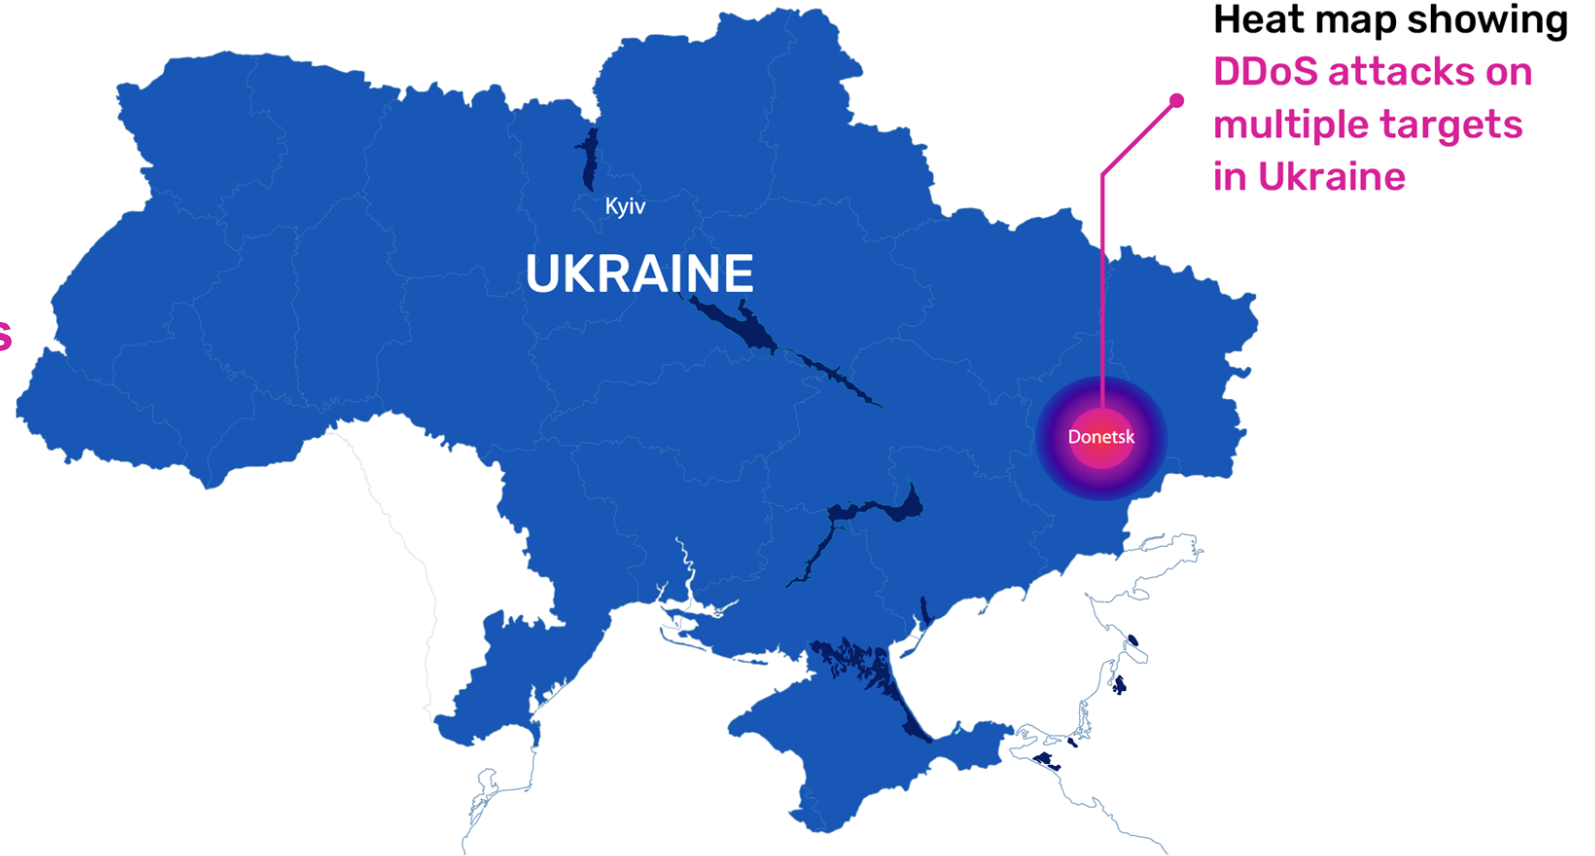 Heat map showing
DDoS attacks on
multiple targets
in Ukraine
Kyiv
UKRAINE
s
Donetsk